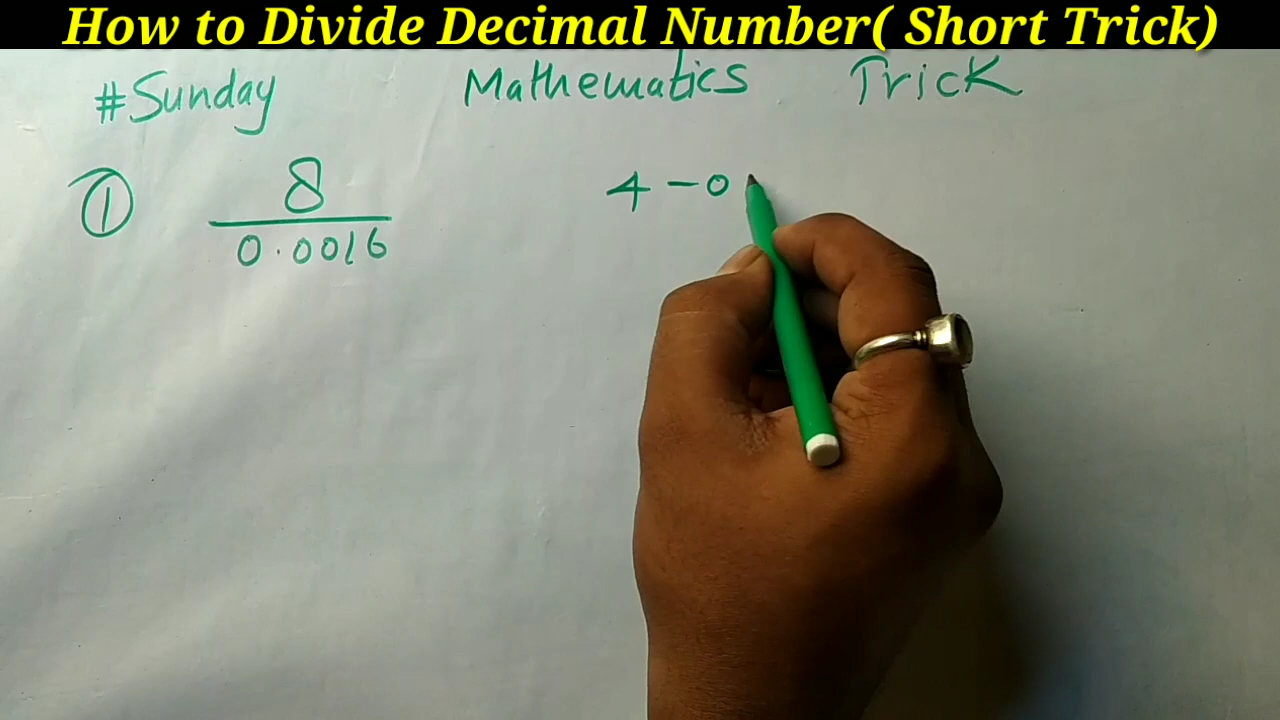 How to Divide Decimal Number( Short Trick)
#Sunday Mathematics Trick
1 8
0.0016
4 - 0